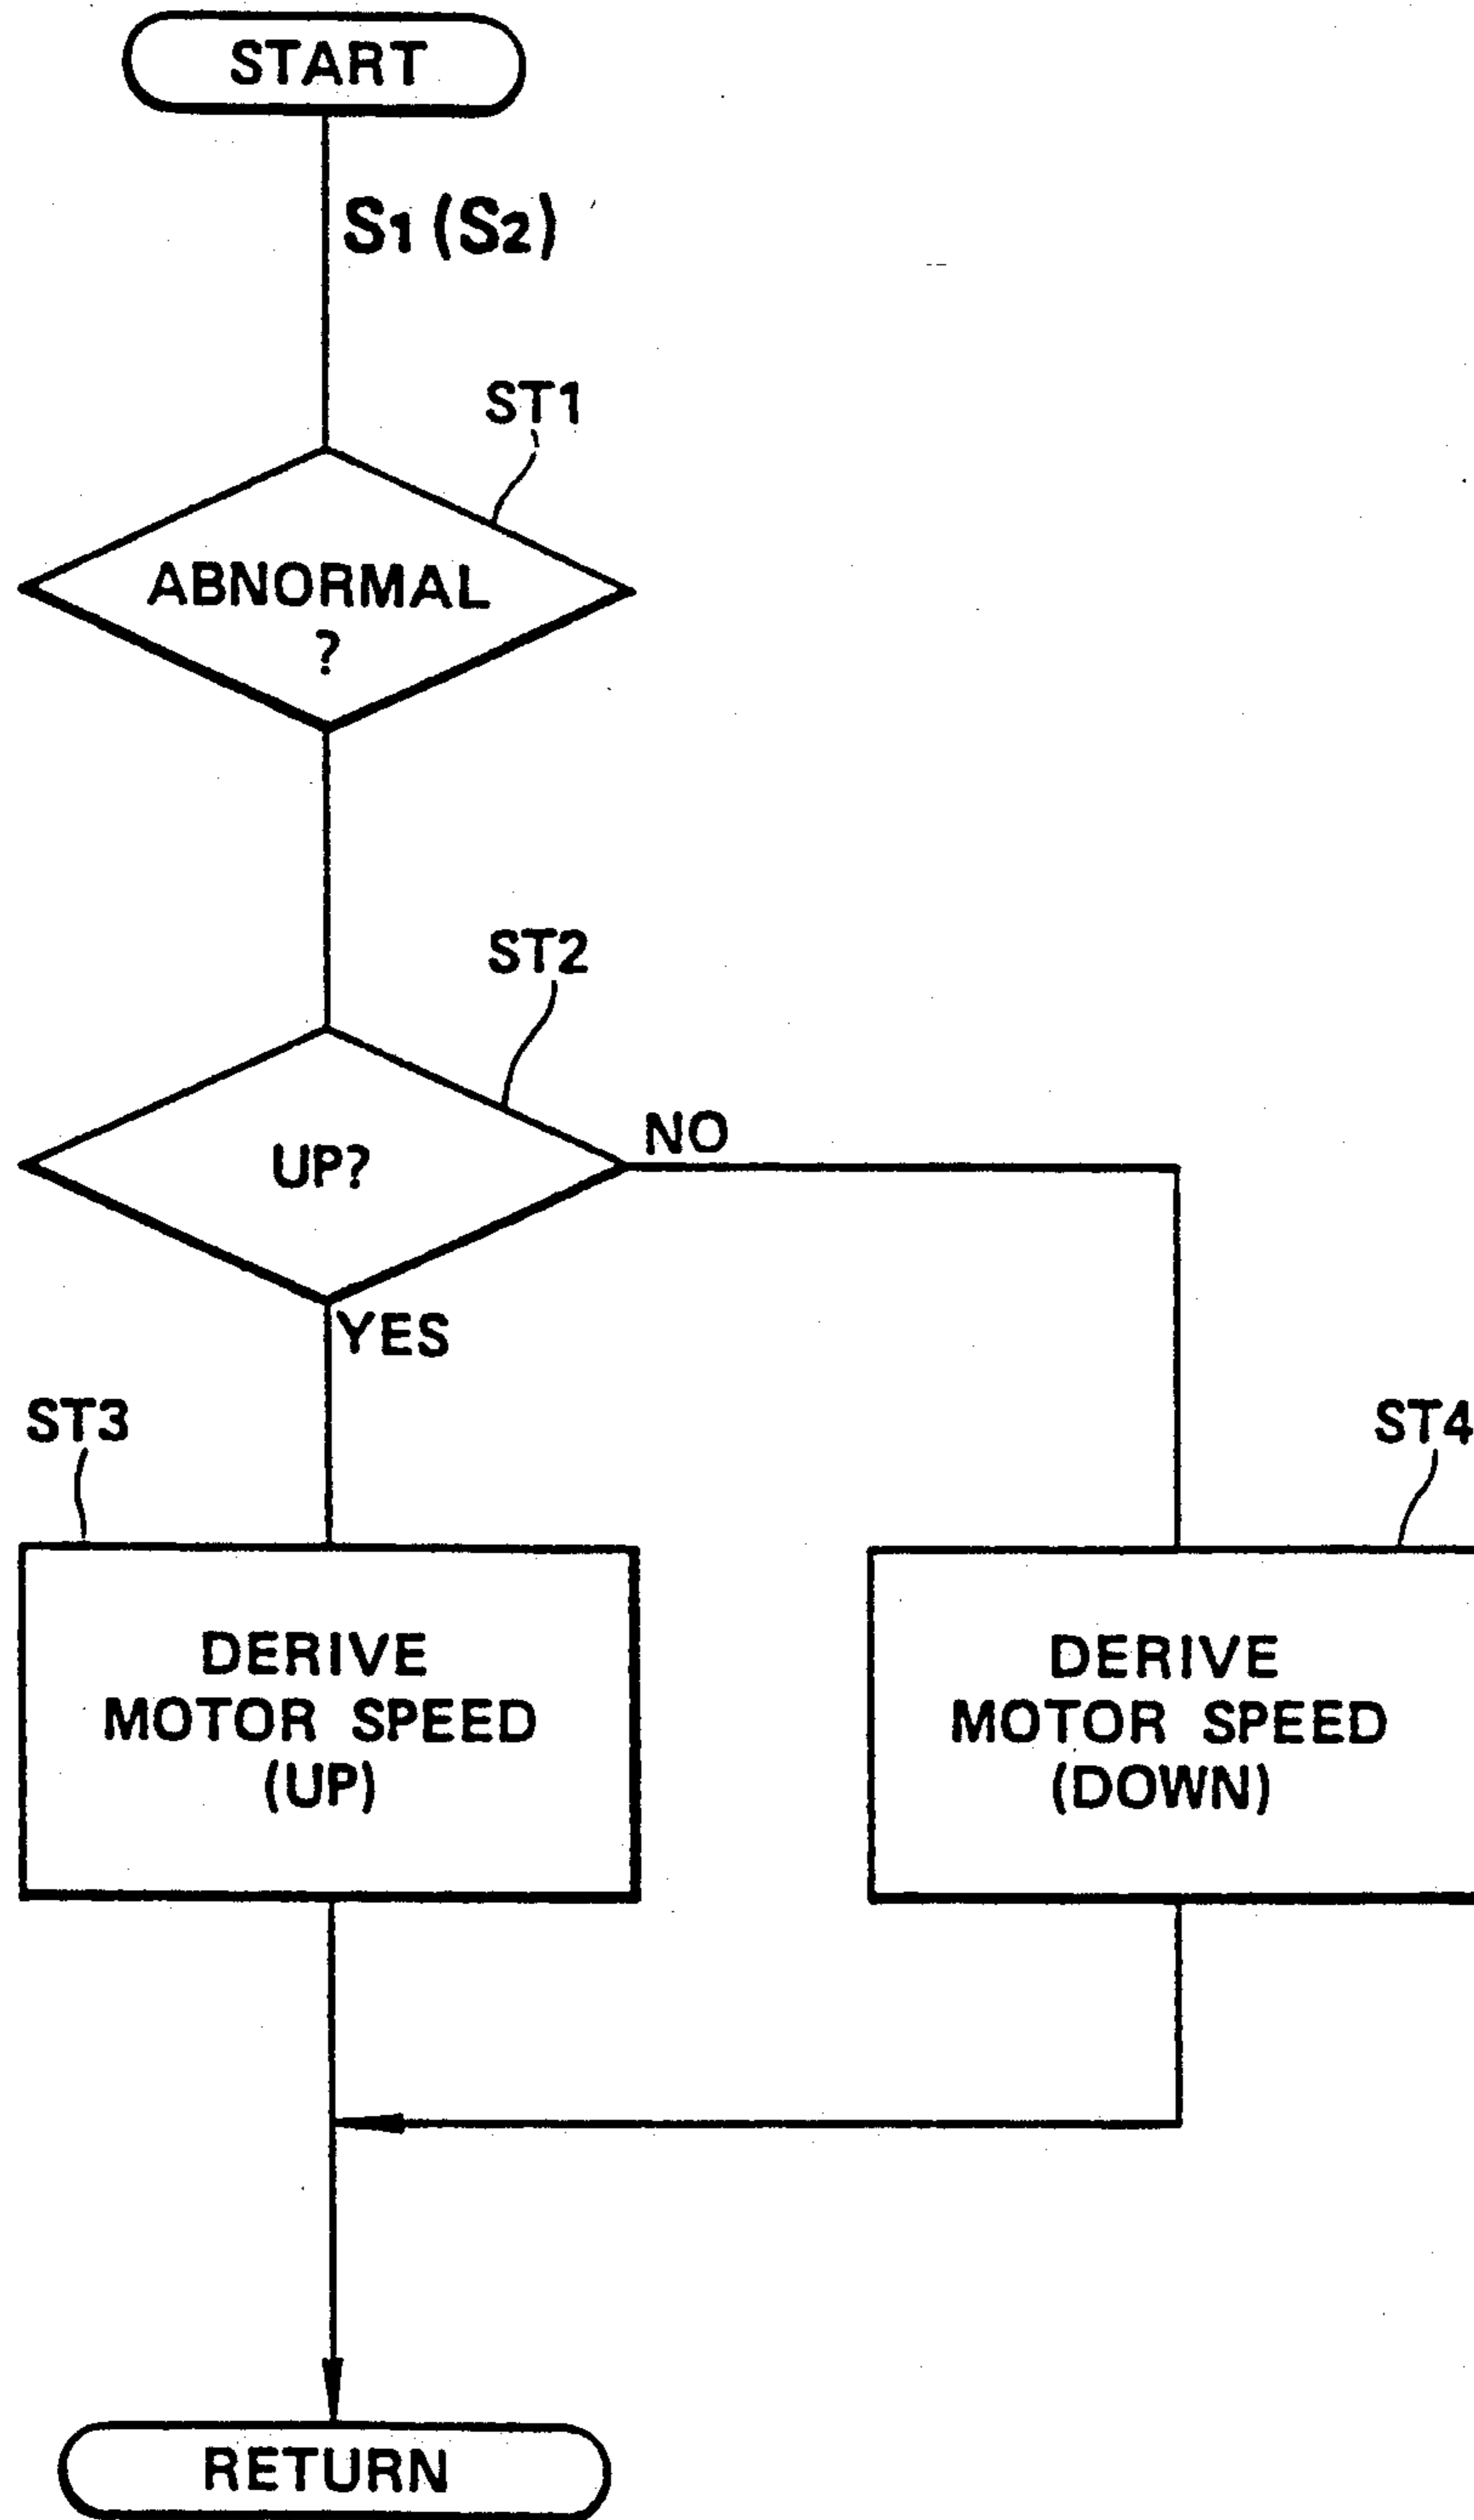 START
S1 (S2)
ST1
ABNORMAL
?
ST2
UP?
NO
YES
ST3
ST4
DERIVE
MOTOR SPEED
(UP)
DERIVE
MOTOR SPEED
(DOWN)
RETURN